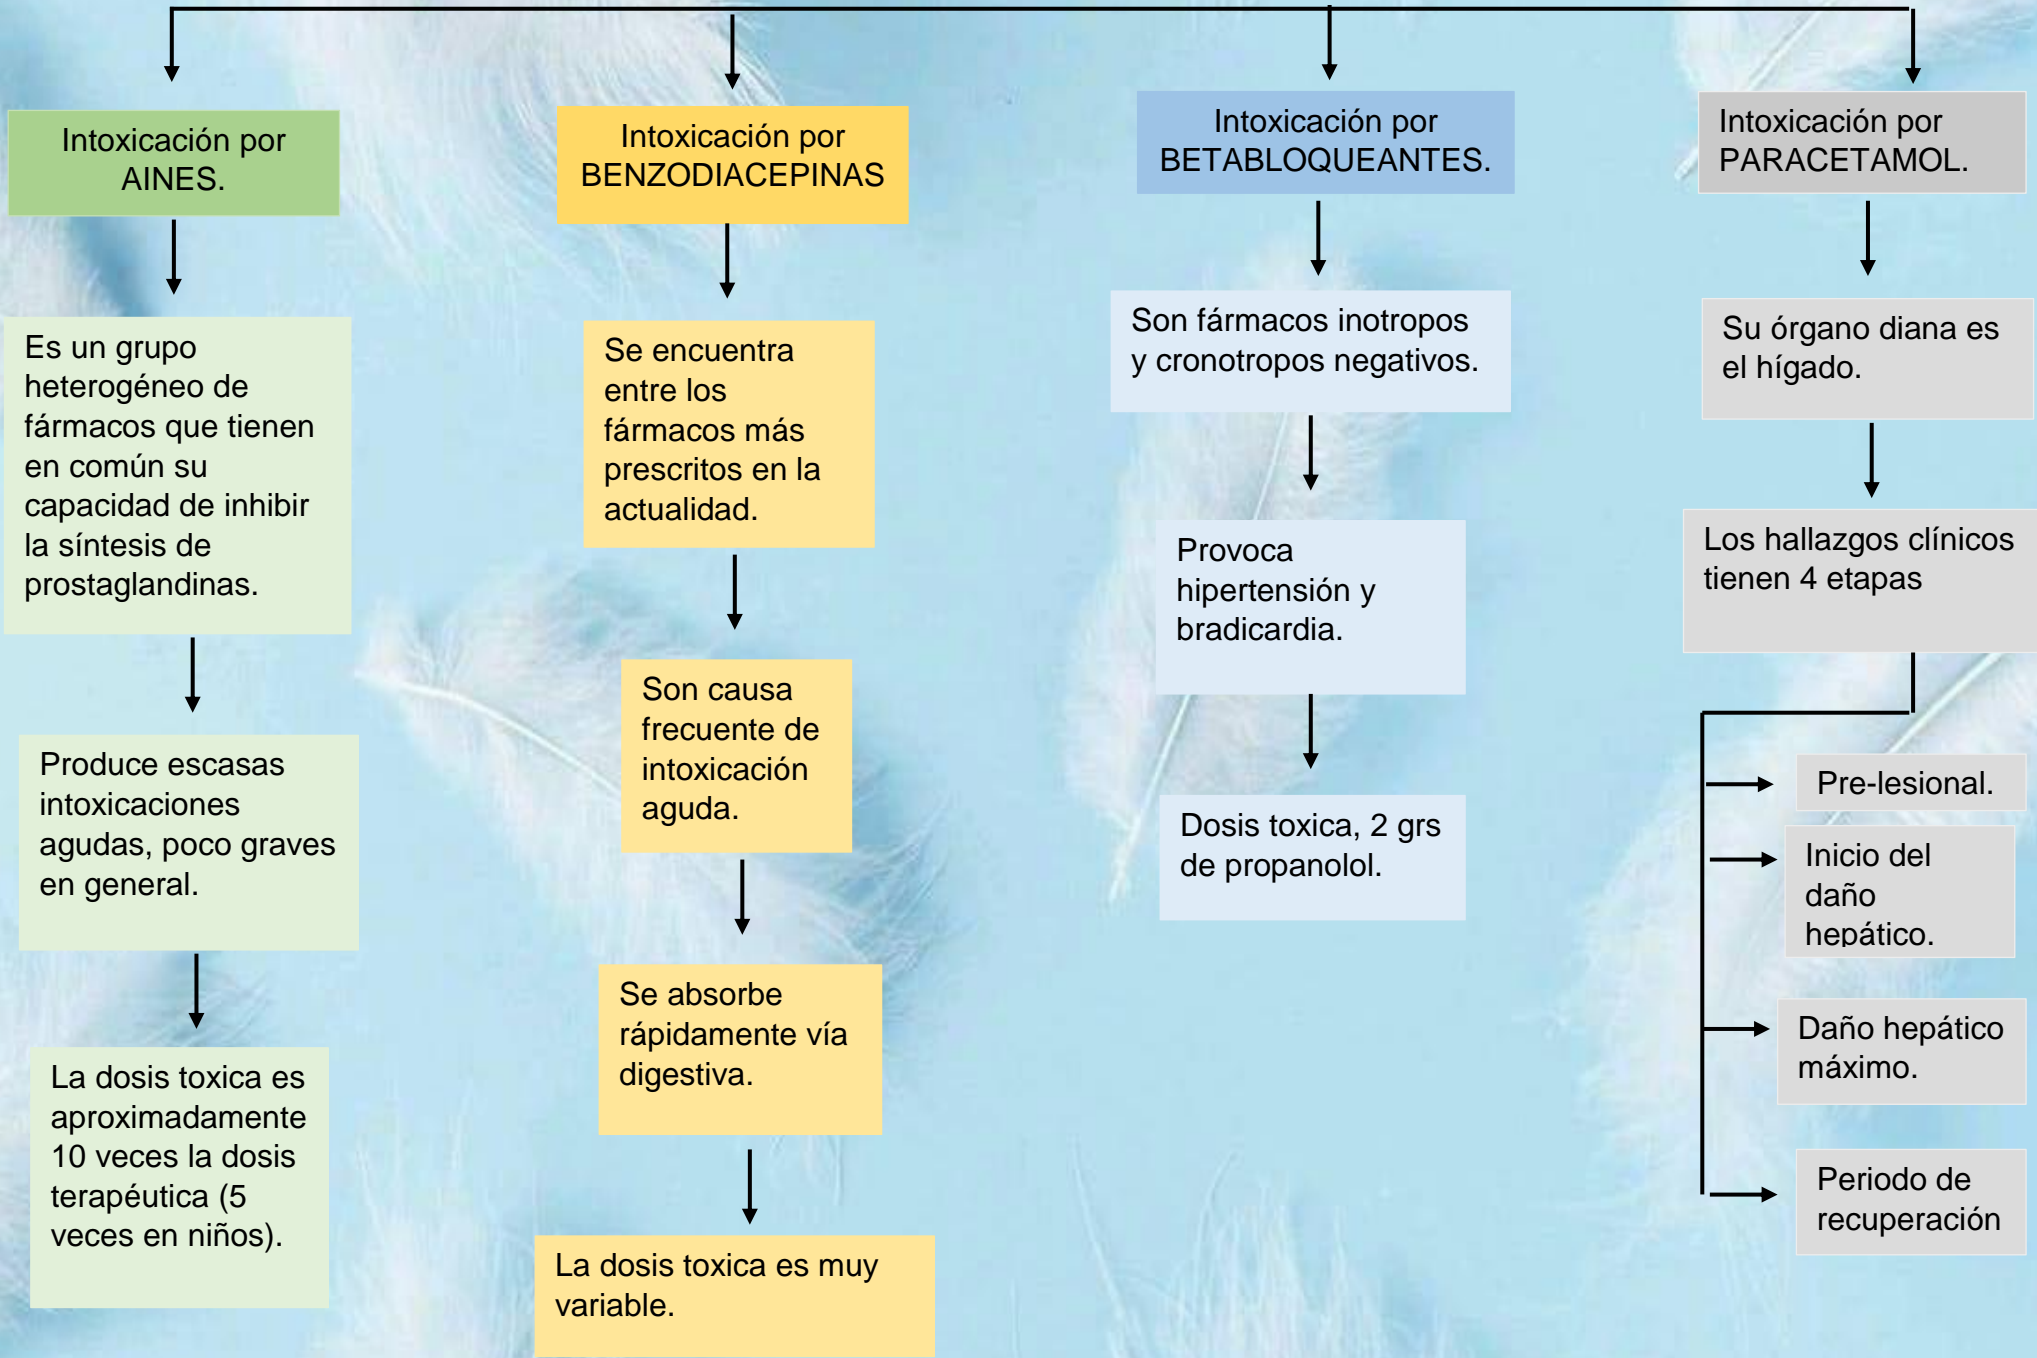 Intoxicación por
AINES.
Es un grupo
heterogéneo de
fármacos que tienen
en común su
capacidad de inhibir
la síntesis de
prostaglandinas.
Produce escasas
intoxicaciones
agudas, poco graves
en general.
La dosis toxica es
aproximadamente
10 veces la dosis
terapéutica (5
veces en niños).
Intoxicación por
BENZODIACEPINAS
Se encuentra
entre los
fármacos más
prescritos en la
actualidad.
Son causa
frecuente de
intoxicación
aguda.
Se absorbe
rápidamente vía
digestiva.
La dosis toxica es muy
variable.
Intoxicación por
BETABLOQUEANTES.
Son fármacos inotropos
y cronotropos negativos.
Provoca
hipertensión y
bradicardia.
Dosis toxica, 2 grs
de propanolol.
Intoxicación por
PARACETAMOL.
Su órgano diana es
el hígado.
Los hallazgos clínicos
tienen 4 etapas
Pre-lesional.
Inicio del
daño
hepático.
Daño hepático
máximo.
Periodo de
recuperación